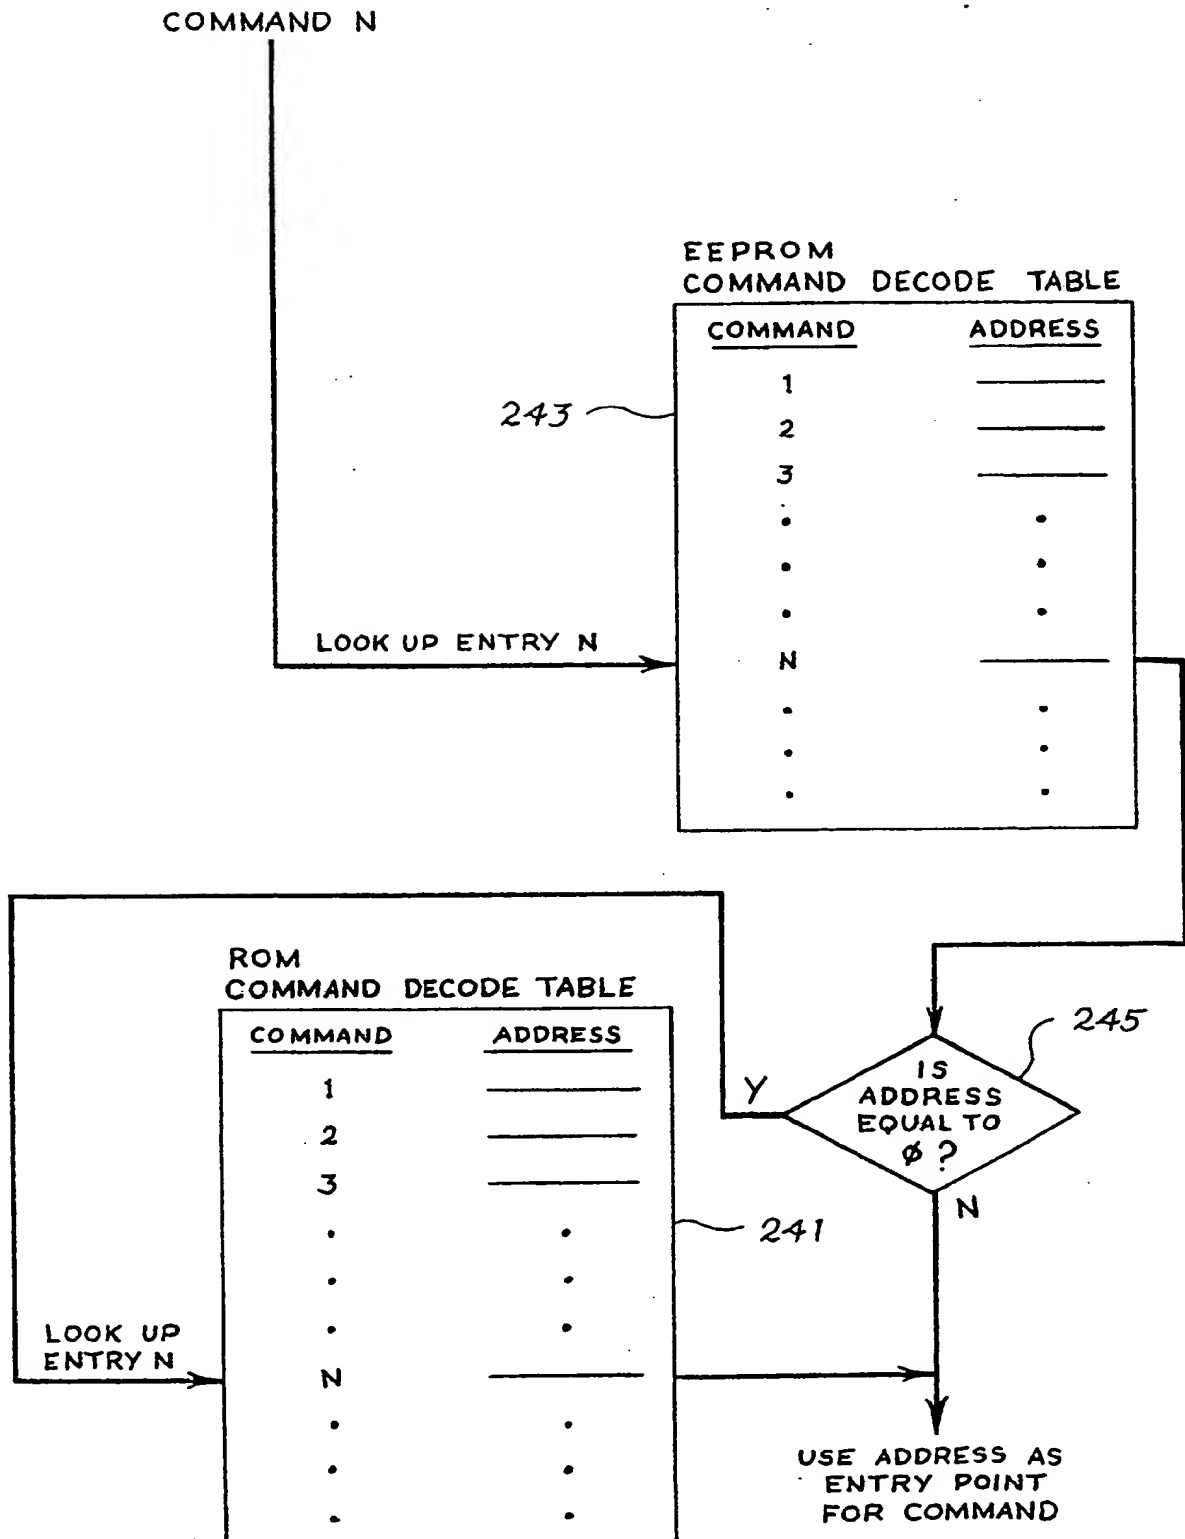 COMMAND N
EEPROM
COMMAND DECODE TABLE
COMMAND ADDRESS
1
243
2
3
LOOK UP ENTRY N
N
ROM
COMMAND DECODE TABLE
COMMAND ADDRESS
1
2
3
241
LOOK UP
ENTRY N
N
245
IS
ADDRESS
EQUAL TO
ø ?
Y
N
USE ADDRESS AS
ENTRY POINT
FOR COMMAND